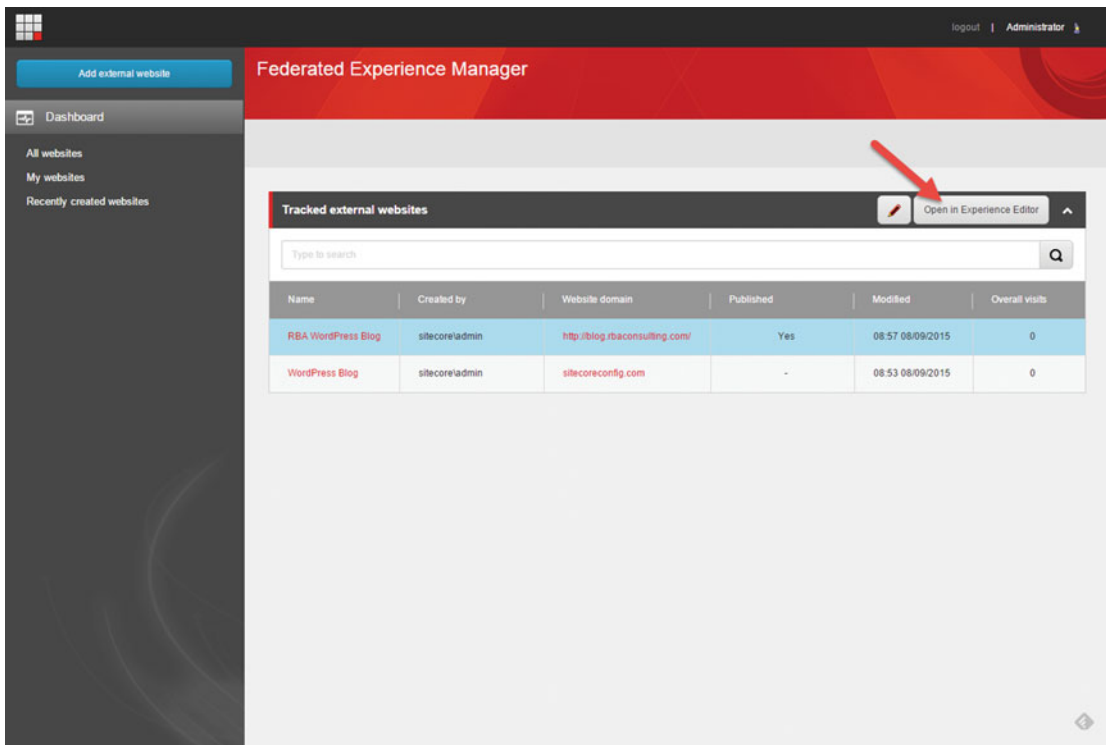 logout | Administrator
Add external website
Federated Experience Manager
Dashboard
All websites
My websites
Recently created websites
Tracked external websites
Open in Experience Editor
Type to search
Name Created by Website domain Published Modified Overall visits
RBA WordPress Blog sitecore\admin http://blog.rbaconsulting.com/ Yes 08:57 08/09/2015 0
WordPress Blog sitecore\admin sitecoreconfig.com - 08:53 08/09/2015 0